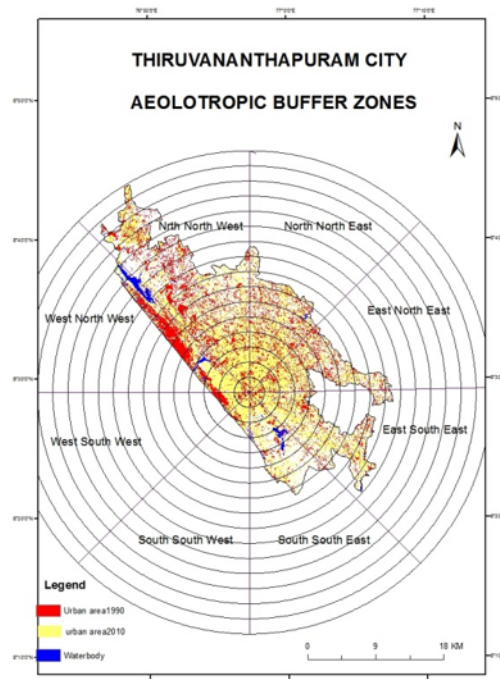 THIRUVANANTHAPURAM CITY
AEOLOTROPIC BUFFER ZONES
N
Nrth North West
North North East
West North West
East North East
West South West
East South East
South South West
South South East
Legend
Urban area1990
urban area2010
Waterbody
0 9 18 KM